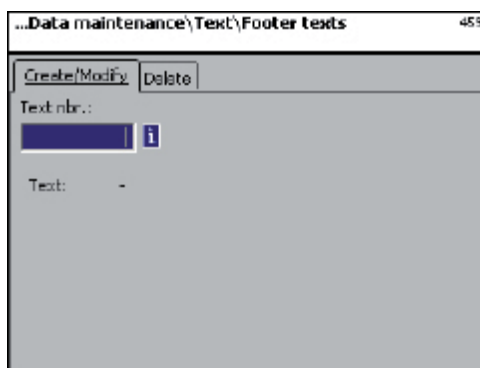 ...Data maintenance\Text\Footer texts
Create/Modify Delete
Text nbr.:
i
Text: -